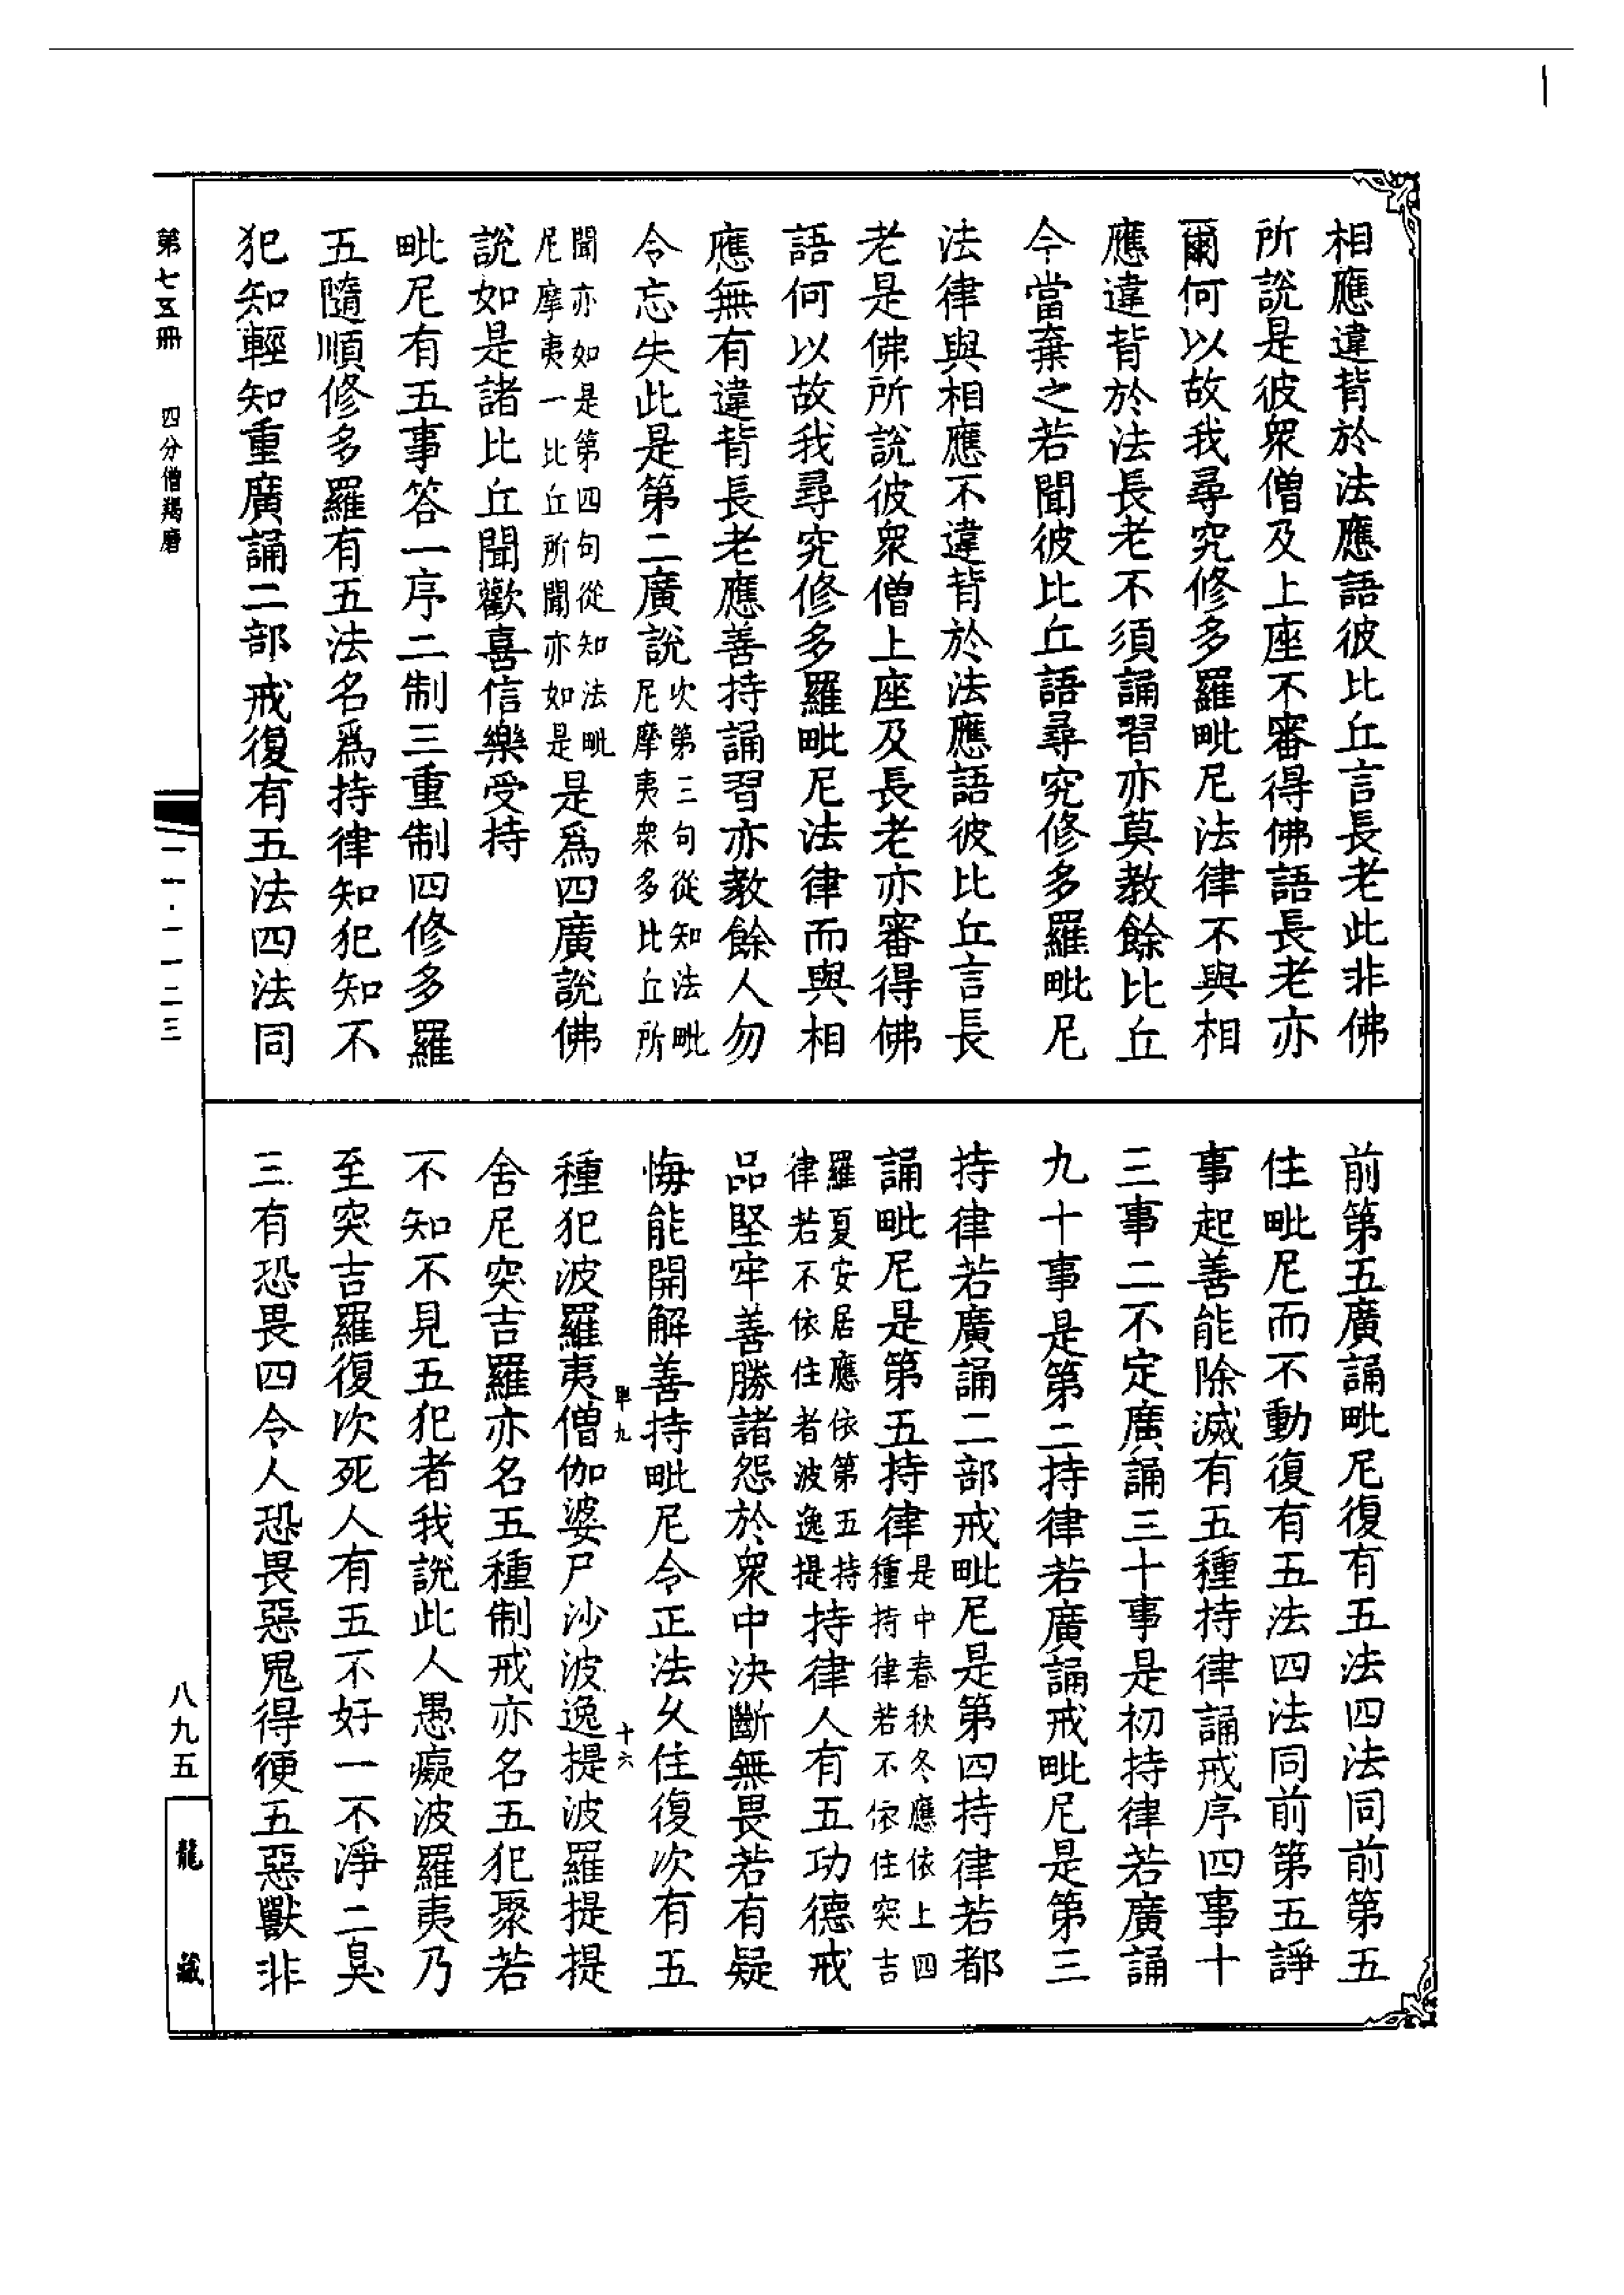 相應違背於法應語彼比丘言長老此非佛
所說是彼眾僧及上座不審得佛語長老亦
爾何以故我尋究修多羅毗尼法律不與相
應違背於法長老不須誦習亦莫教餘比丘
今當棄之若聞彼比丘語尋究修多羅毗尼
法律與相應不違背於法應語彼比丘言長
老是佛所說彼眾僧上座及長老亦審得佛
語何以故我尋究修多羅毗尼法律而與相
應無有違背長老應善持誦習亦教餘人勿
令忘失此是第二廣說次第三句從知法毗尼摩夷眾多比丘所
聞亦如是第四句從知法毗尼摩夷一比丘所聞亦如是是為四廣說佛
說如是諸比丘聞歡喜信樂受持
毗尼有五事答一序二制三重制四修多羅
五隨順修多羅有五法名為持律知犯知不
犯知輕知重廣誦二部戒復有五法四法同
第七五冊 四分僧羯磨 一一·一一二三
前第五廣誦毗尼復有五法四法同前第五
住毗尼而不動復有五法四法同前第五諍
事起善能除滅有五種持律誦戒序四事十
三事二不定廣誦三十事是初持律若廣誦
九十事是第二持律若廣誦戒毗尼是第三
持律若廣誦二部戒毗尼是第四持律若都
誦毗尼是第五持律是中春秋冬應依上四種持律若不依住突吉
羅夏安居應依第五持律若不依住者波逸提持律人有五功德戒
品堅牢善勝諸怨於眾中決斷無畏若有疑
悔能開解善持毗尼令正法久住復次有五
單九 十六
種犯波羅夷僧伽婆尸沙波逸提波羅提提
舍尼突吉羅亦名五種制戒亦名五犯聚若
不知不見五犯者我說此人愚癡波羅夷乃
至突吉羅復次死人有五不好一不淨二臭
三有恐畏四令人恐畏惡鬼得便五惡獸非
八九五 龍藏